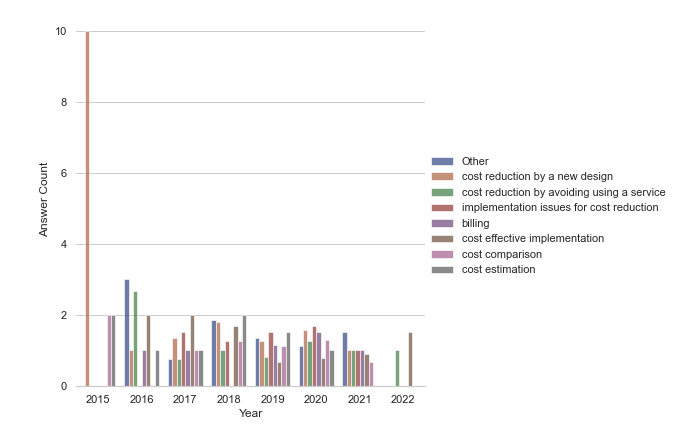 10
8
6
4
2
0
Answer Count
2015 2016 2017 2018 2019 2020 2021 2022
Year
Other
cost reduction by a new design
cost reduction by avoiding using a service
implementation issues for cost reduction
billing
cost effective implementation
cost comparison
cost estimation